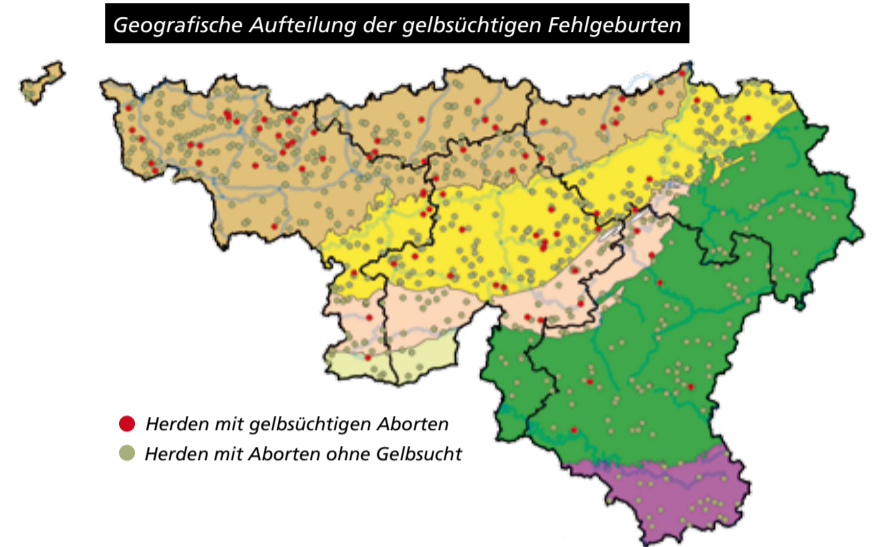 Geografische Aufteilung der gelbsüchtigen Fehlgeburten
Herden mit gelbsüchtigen Aborten
Herden mit Aborten ohne Gelbsucht